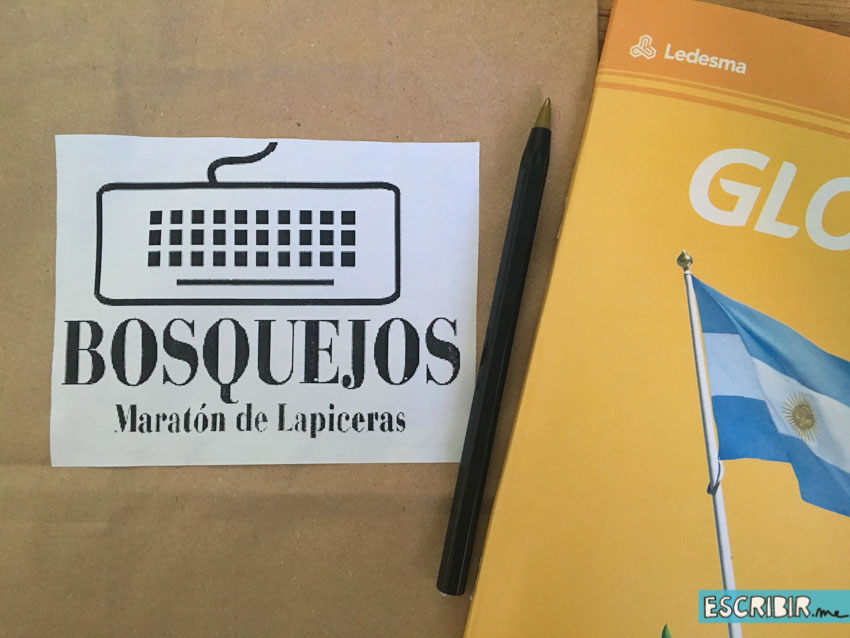 Ledesma
GLO
BOSQUEJOS
Maratón de Lapiceras
ESCRIBIR.me